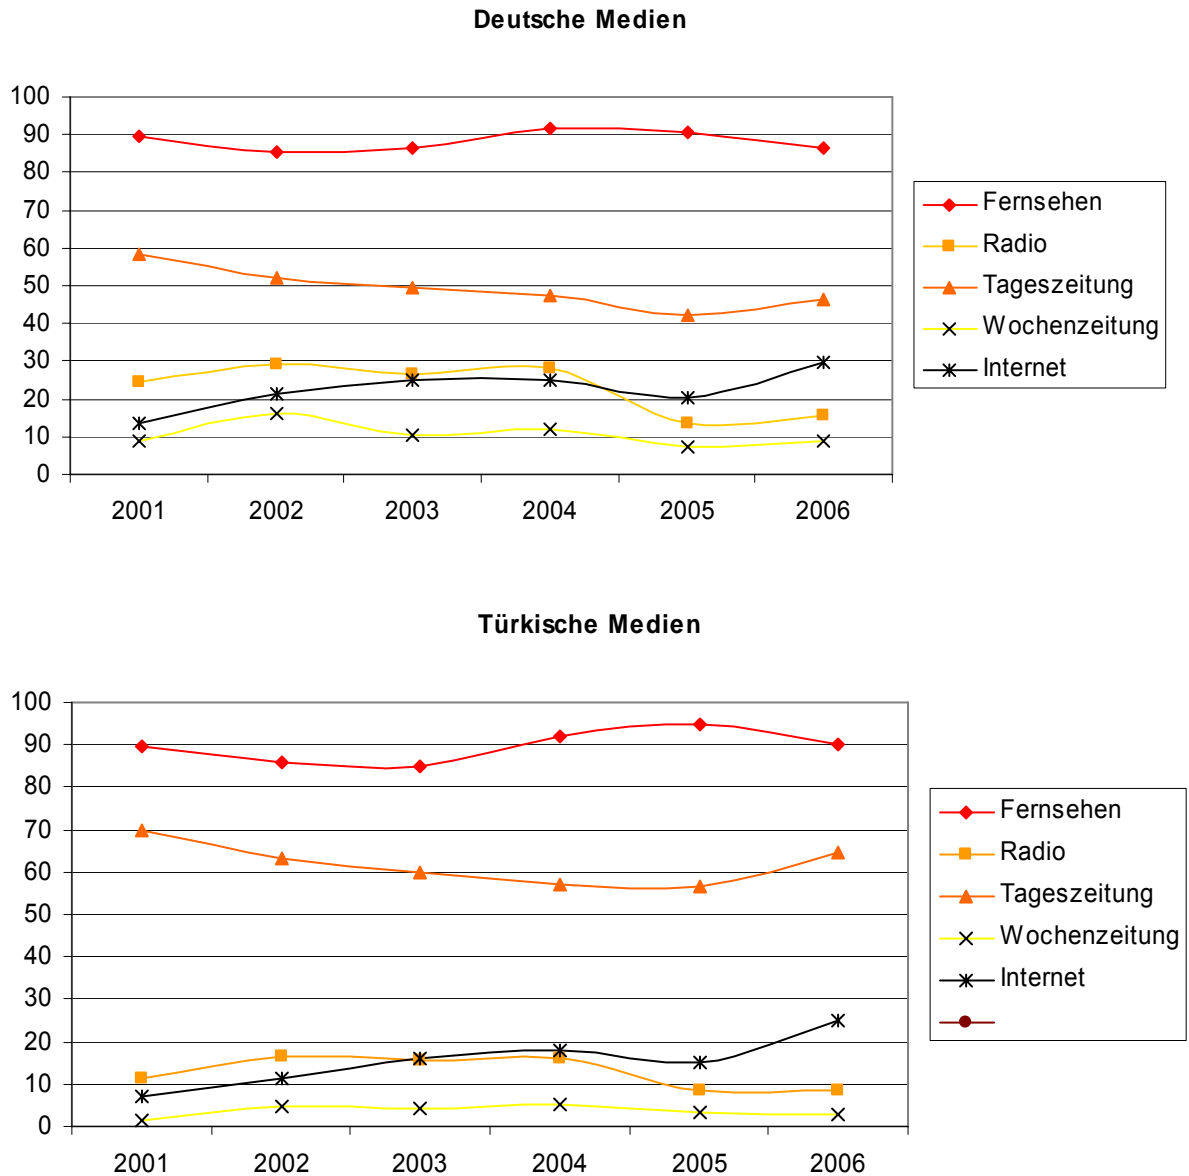 Deutsche Medien
100
90
80
70
60
50
40
30
20
10
0
2001 2002 2003 2004 2005 2006
Fernsehen
Radio
Tageszeitung
Wochenzeitung
Internet
Türkische Medien
100
90
80
70
60
50
40
30
20
10
0
2001 2002 2003 2004 2005 2006
Fernsehen
Radio
Tageszeitung
Wochenzeitung
Internet